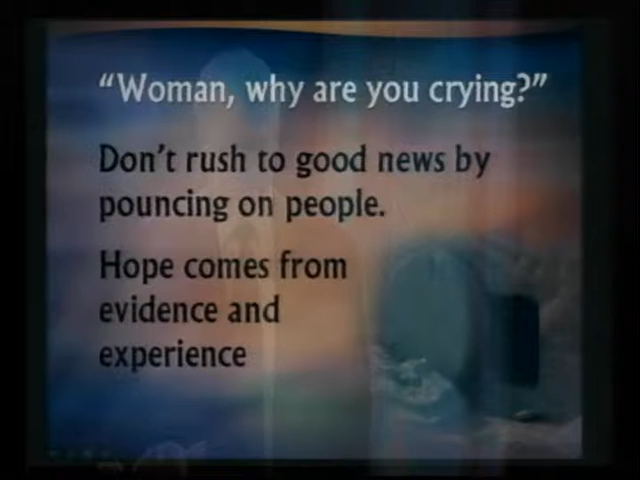 “Woman, why are you crying?”
Don't rush to good news by
pouncing on people.
Hope comes from
evidence and
experience